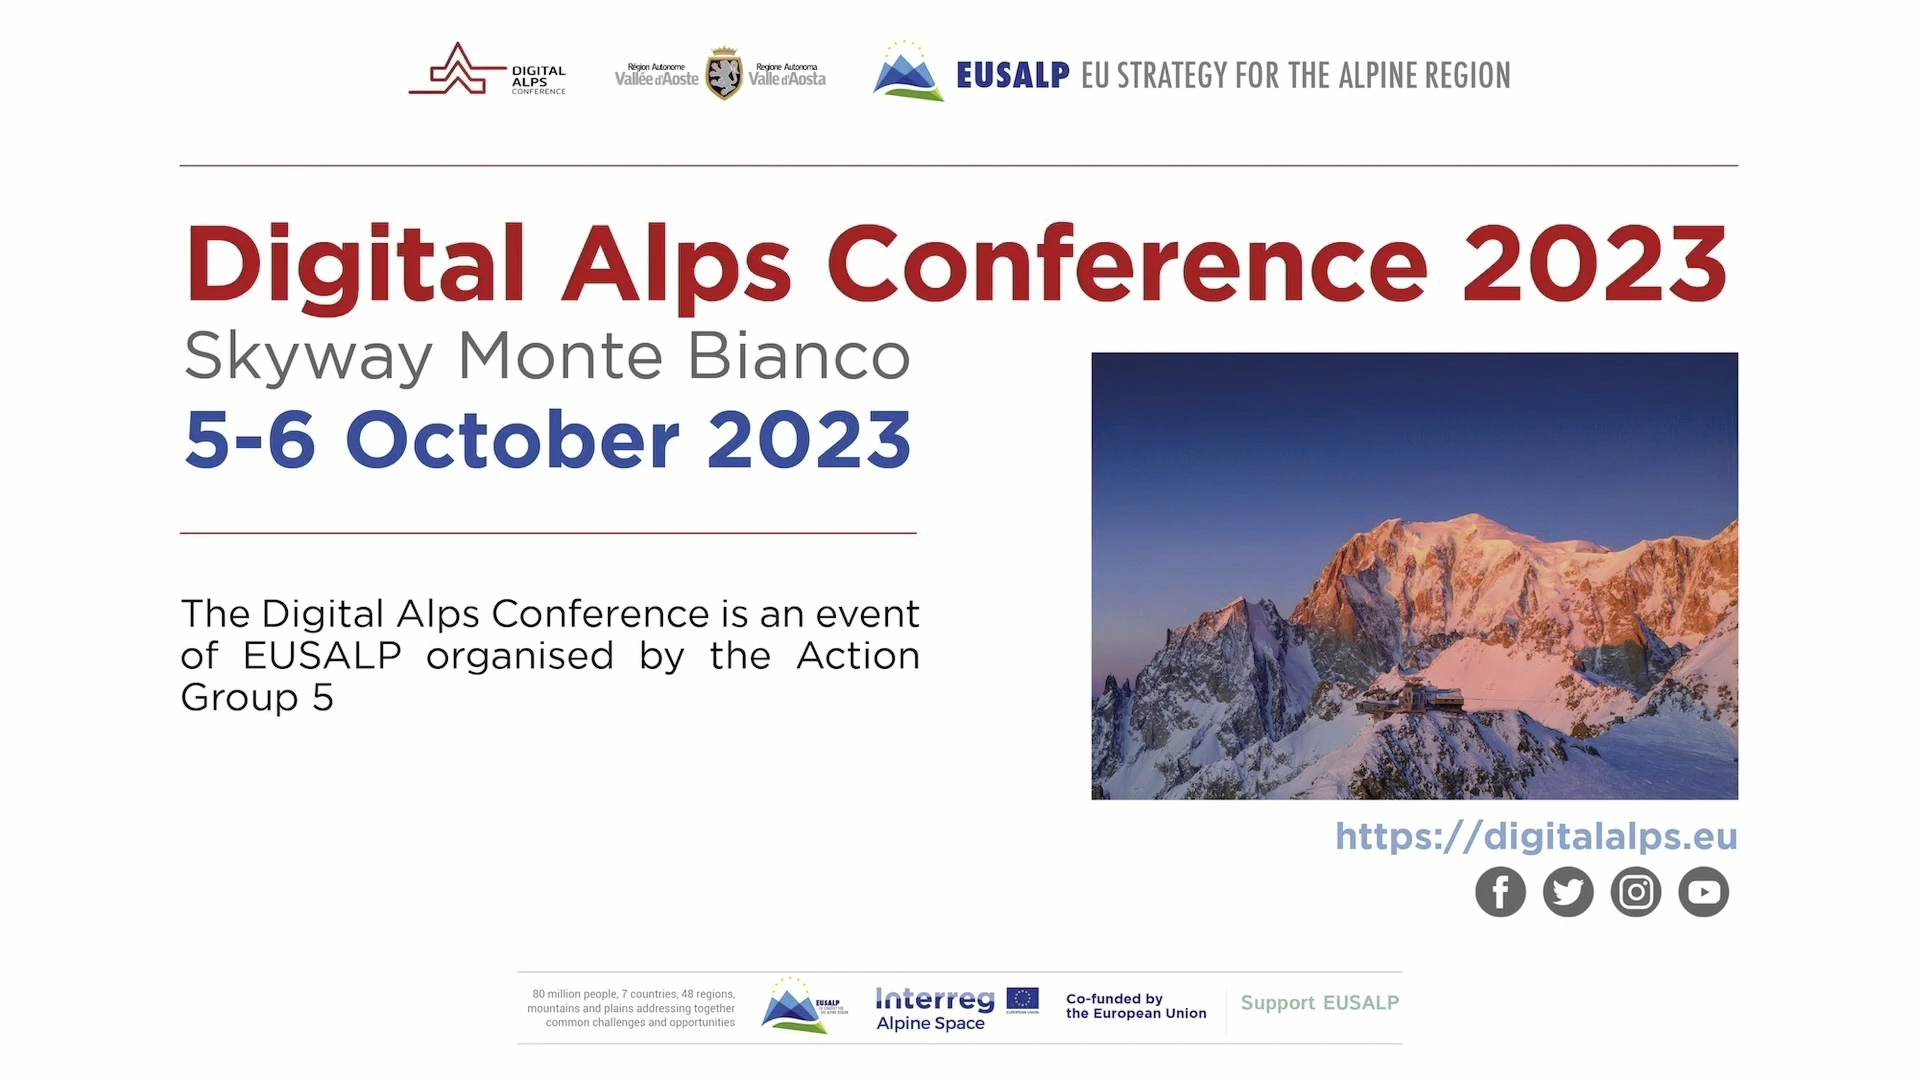 DIGITAL
ALPS
CONFERENCE
Région Autonome
Vallée d'Aoste
Regione Autonoma
Valle d'Aosta
EUSALP EU STRATEGY FOR THE ALPINE REGION
Digital Alps Conference 2023
Skyway Monte Bianco
5-6 October 2023
The Digital Alps Conference is an event
of EUSALP organised by the Action
Group 5
https://digitalalps.eu
80 million people, 7 countries, 48 regions,
mountains and plains addressing together
common challenges and opportunities
EUSALP
Interreg
Alpine Space
EUROPEAN UNION
Co-funded by
the European Union
Support EUSALP